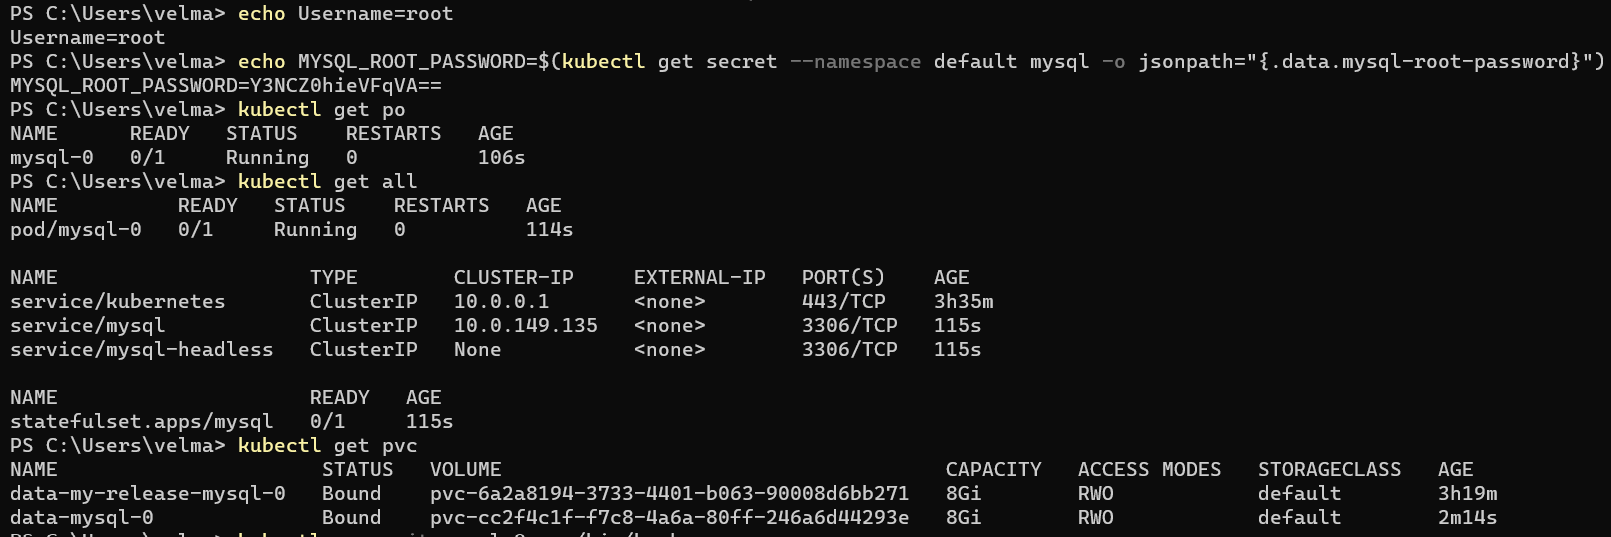 PS C:\Users\velma> echo Username=root
Username=root
PS C:\Users\velma> echo MYSQL_ROOT_PASSWORD=$(kubectl get secret --namespace default mysql -o jsonpath="{.data.mysql-root-password}")
MYSQL_ROOT_PASSWORD=Y3NCZ0hieVFqVA==
PS C:\Users\velma> kubectl get po
NAME READY STATUS RESTARTS AGE
mysql-0 0/1 Running 0 106s
PS C:\Users\velma> kubectl get all
NAME READY STATUS RESTARTS AGE
pod/mysql-0 0/1 Running 0 114s
NAME TYPE CLUSTER-IP EXTERNAL-IP PORT(S) AGE
service/kubernetes ClusterIP 10.0.0.1 <none> 443/TCP 3h35m
service/mysql ClusterIP 10.0.149.135 <none> 3306/TCP 115s
service/mysql-headless ClusterIP None <none> 3306/TCP 115s
NAME READY AGE
statefulset.apps/mysql 0/1 115s
PS C:\Users\velma> kubectl get pvc
NAME STATUS VOLUME CAPACITY ACCESS MODES STORAGECLASS AGE
data-my-release-mysql-0 Bound pvc-6a2a8194-3733-4401-b063-90008d6bb271 8Gi RWO default 3h19m
data-mysql-0 Bound pvc-cc2f4c1f-f7c8-4a6a-80ff-246a6d44293e 8Gi RWO default 2m14s